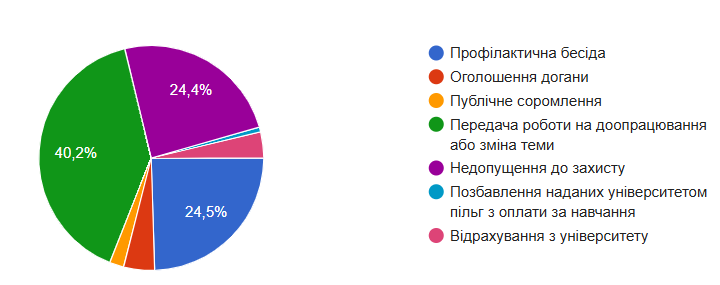 24,4%
40,2%
24,5%
Профілактична бесіда
Оголошення догани
Публічне соромлення
Передача роботи на доопрацювання
або зміна теми
Недопущення до захисту
Позбавлення наданих університетом
пільг з оплати за навчання
Відрахування з університету